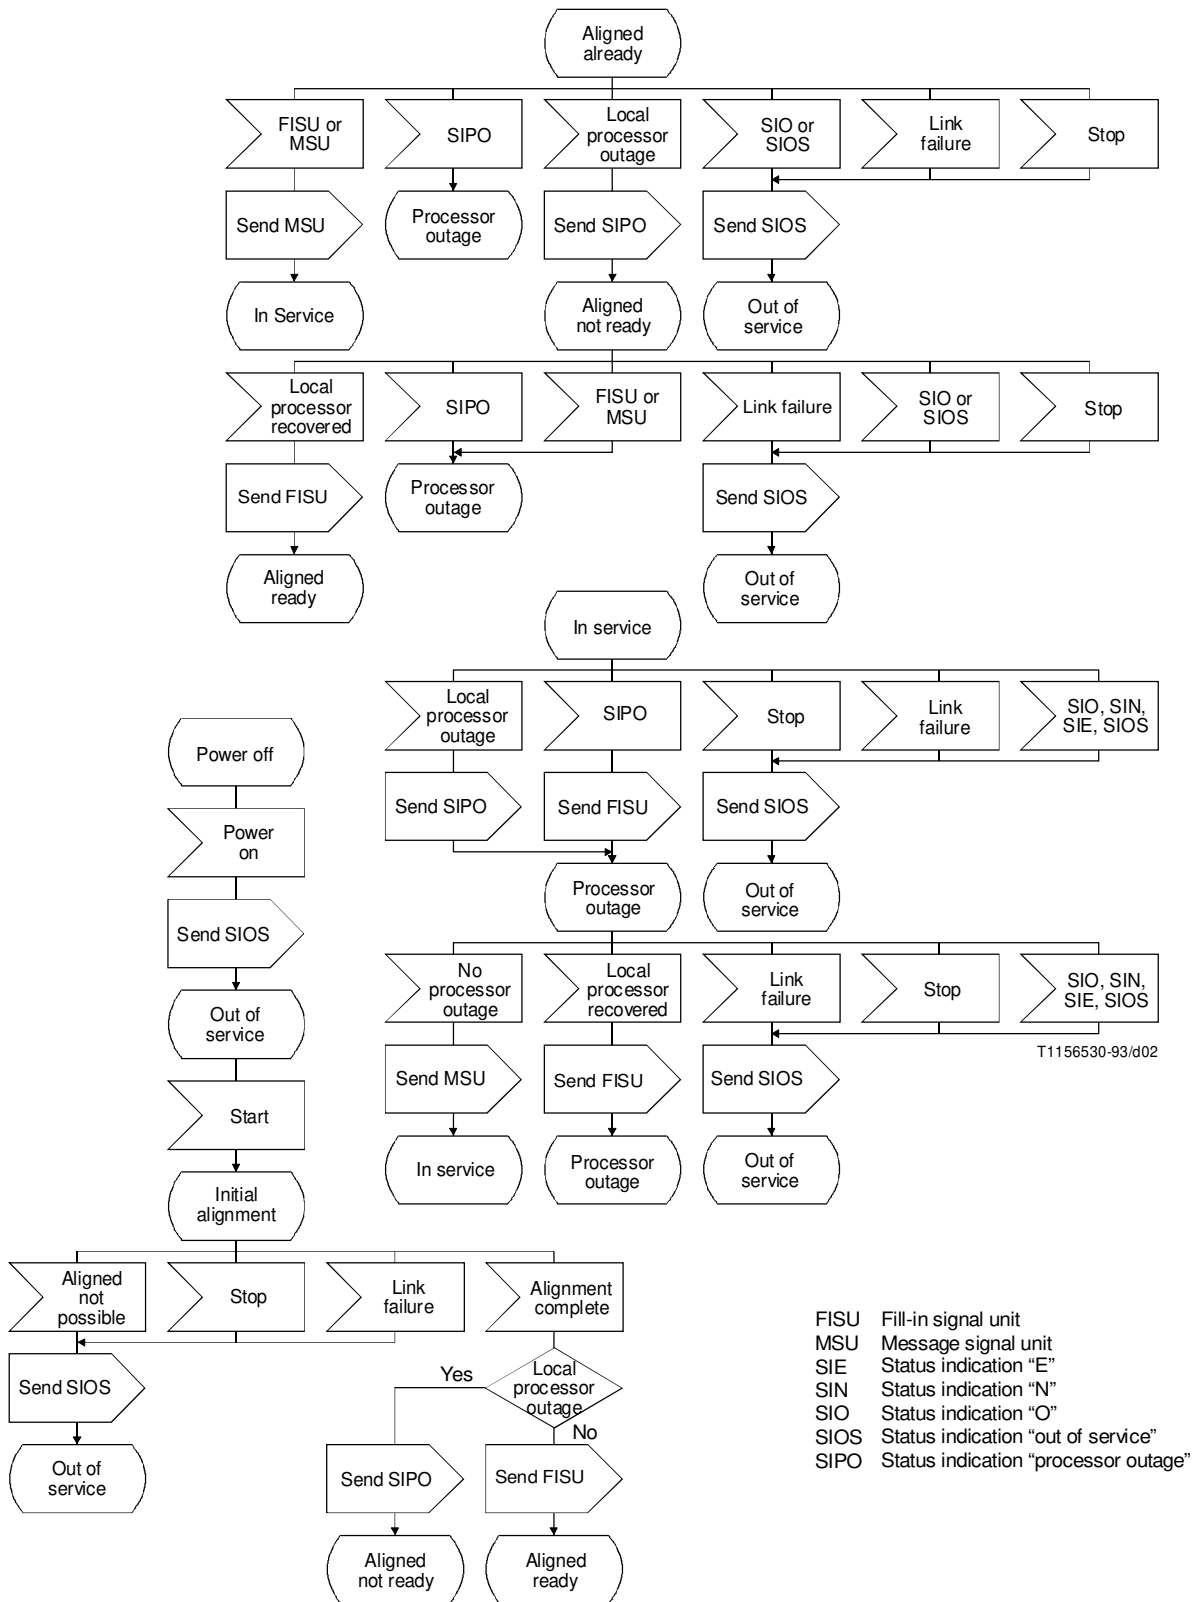 Aligned
already
FISU or
MSU
SIPO
Local
processor
outage
SIO or
SIOS
Link
failure
Stop
Send MSU
Processor
outage
Send SIPO
Send SIOS
In Service
Aligned
not ready
Out of
service
Local
processor
recovered
SIPO
FISU or
MSU
Link failure
SIO or
SIOS
Stop
Send FISU
Processor
outage
Send SIOS
Aligned
ready
Out of
service
In service
Local
processor
outage
SIPO
Stop
Link
failure
SIO, SIN,
SIE, SIOS
Send SIPO
Send FISU
Send SIOS
Processor
outage
Out of
service
No
processor
outage
Local
processor
recovered
Link
failure
Stop
SIO, SIN,
SIE, SIOS
T1156530-93/d02
Send MSU
Send FISU
Send SIOS
In service
Processor
outage
Out of
service
Power off
Power
on
Send SIOS
Out of
service
Start
Initial
alignment
Aligned
not
possible
Stop
Link
failure
Alignment
complete
Send SIOS
Yes
Local
processor
outage
No
Out of
service
Send SIPO
Send FISU
Aligned
not ready
Aligned
ready
FISU Fill-in signal unit
MSU Message signal unit
SIE Status indication “E”
SIN Status indication “N”
SIO Status indication “O”
SIOS Status indication “out of service”
SIPO Status indication “processor outage”